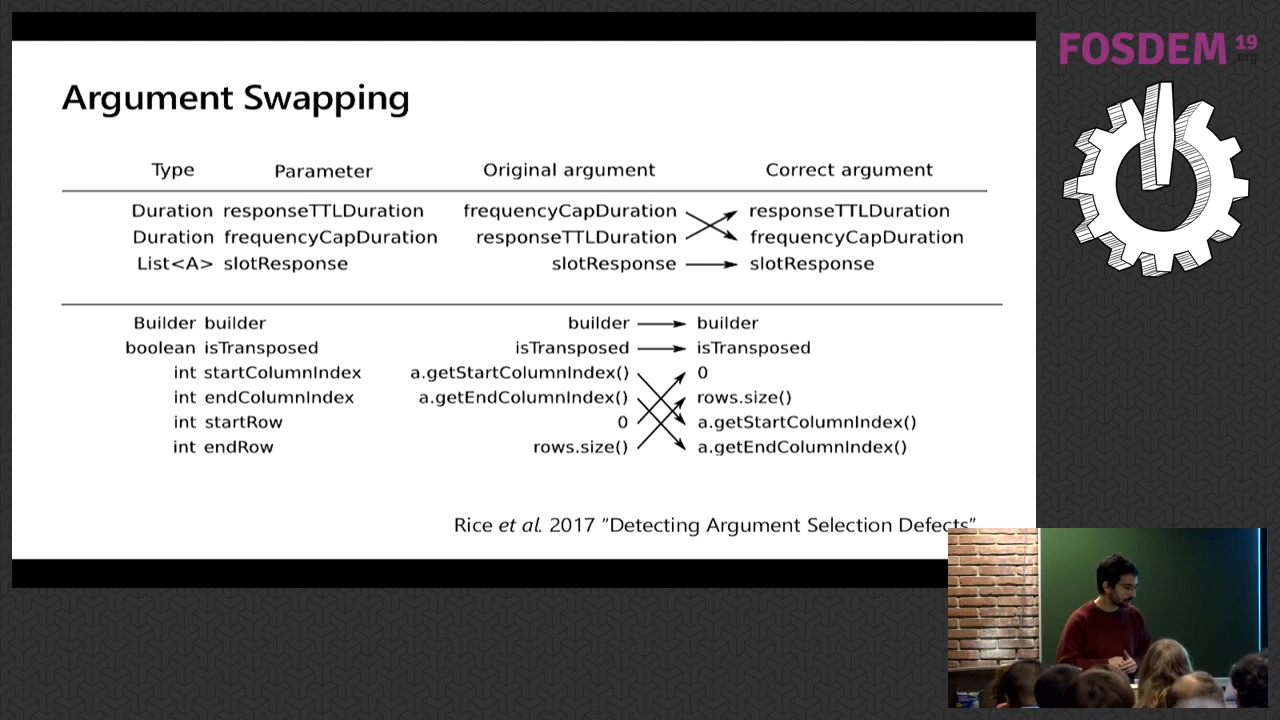 FOSDEM 19
.org
Argument Swapping
Type Parameter Original argument Correct argument
Duration responseTTLDuration frequencyCapDuration responseTTLDuration
Duration frequencyCapDuration responseTTLDuration frequencyCapDuration
List<A> slotResponse slotResponse slotResponse
Builder builder builder builder
boolean isTransposed isTransposed isTransposed
int startColumnIndex a.getStartColumnIndex() 0
int endColumnIndex a.getEndColumnIndex() rows.size()
int startRow 0 a.getStartColumnIndex()
int endRow rows.size() a.getEndColumnIndex()
Rice et al. 2017 "Detecting Argument Selection Defects"